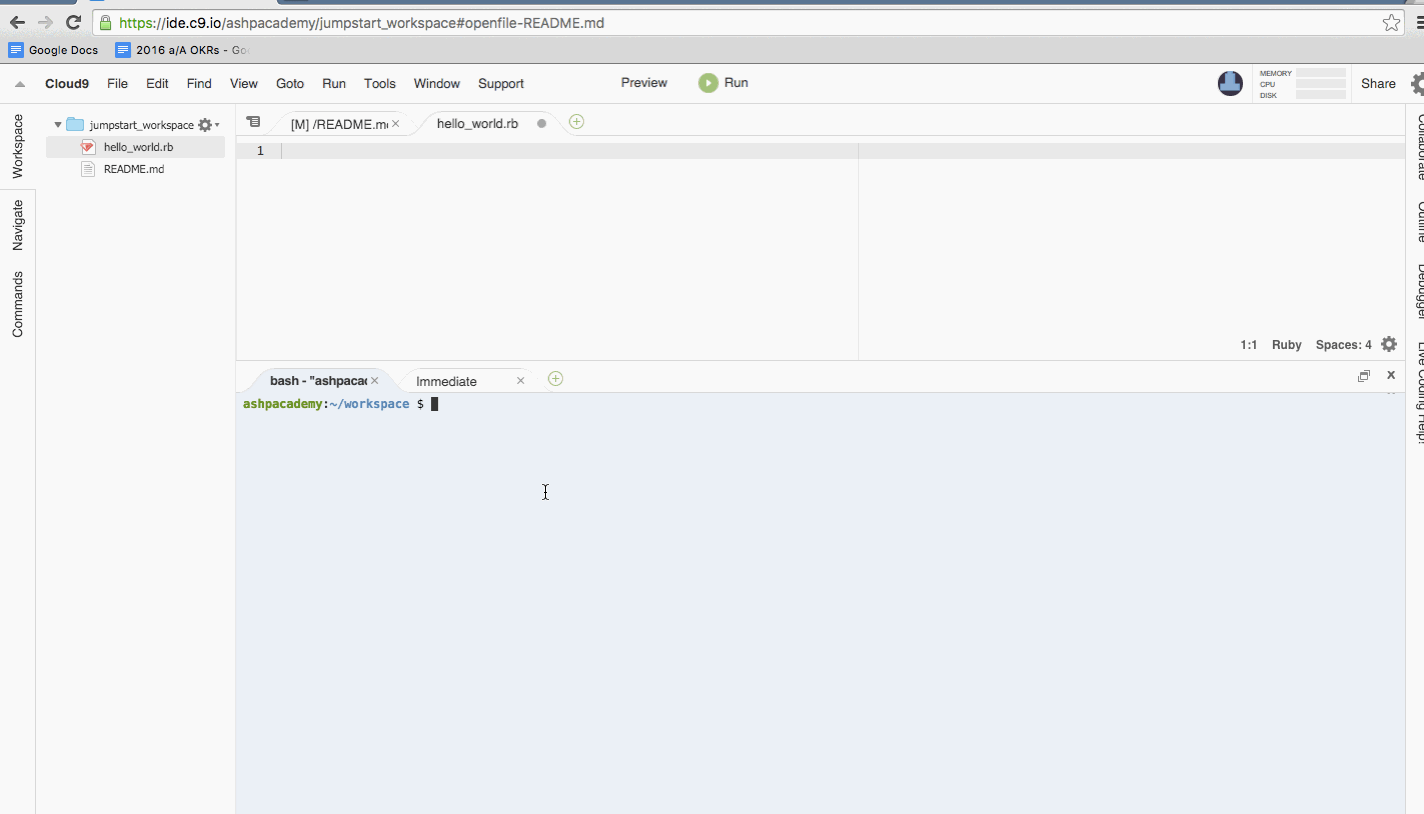 https://ide.c9.io/ashpacademy/jumpstart_workspace#openfile-README.md
Google Docs 2016 a/A OKRs - Go
Cloud9 File Edit Find View Goto Run Tools Window Support Preview Run MEMORY CPU DISK Share
Workspace
Navigate
Commands
jumpstart_workspace
hello_world.rb
README.md
[M] /README.m
hello_world.rb
1
1:1 Ruby Spaces: 4
bash - "ashpacad
Immediate
ashpacademy:~/workspace $
Collaborate
Outline
Debugger
Live Coding Help!